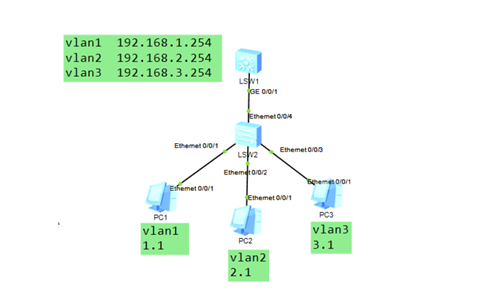 vlan1 192.168.1.254
vlan2 192.168.2.254
vlan3 192.168.3.254
LSW1
GE 0/0/1
Ethernet 0/0/4
Ethernet 0/0/1
LSW2
Ethernet 0/0/3
Ethernet 0/0/2
Ethernet 0/0/1
Ethernet 0/0/1
Ethernet 0/0/1
PC1
PC2
PC3
vlan1
1.1
vlan2
2.1
vlan3
3.1